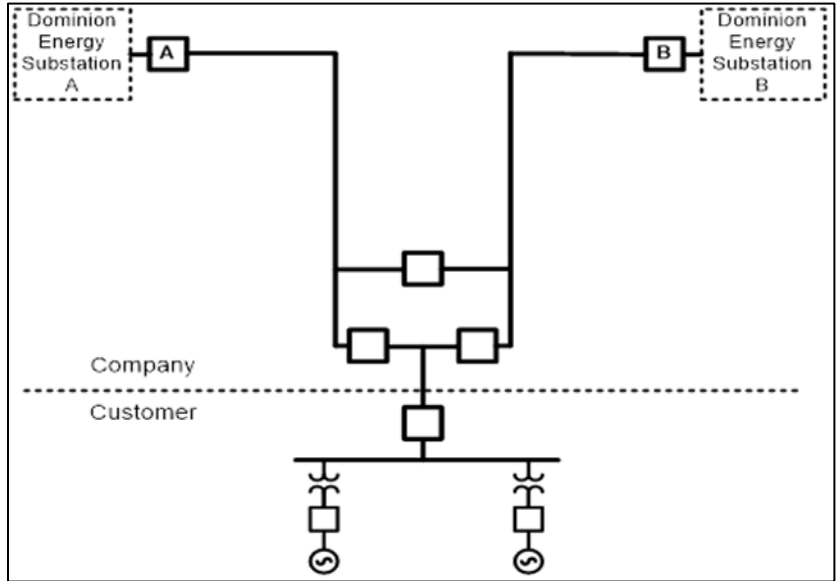 Dominion
Energy
Substation
A
A
B
Dominion
Energy
Substation
B
Company
Customer